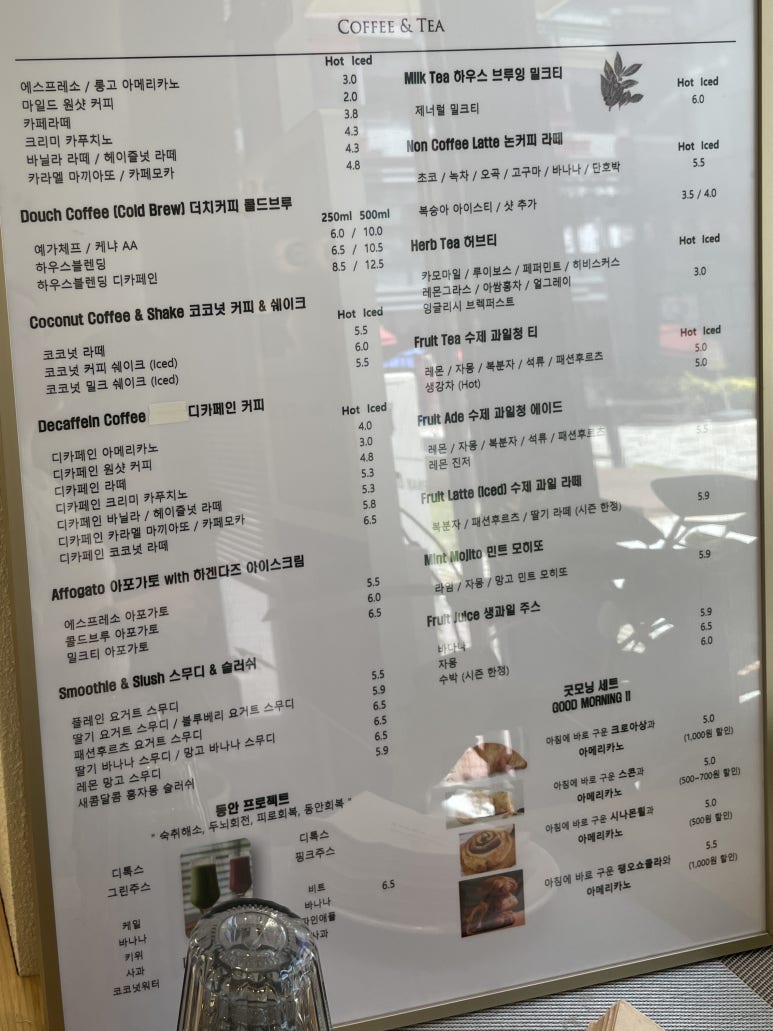 COFFEE & TEA
Hot Iced
에스프레소 / 롱고 아메리카노 3.0
마일드 원샷 커피 2.0
카페라떼 3.8
크리미 카푸치노 4.3
바닐라 라떼 / 헤이즐넛 라떼 4.3
카라멜 마끼아또 / 카페모카 4.8
Douch Coffee (Cold Brew) 더치커피 콜드브루
250ml 500ml
예가체프 / 케냐 AA 6.0 / 10.0
하우스블렌딩 6.5 / 10.5
하우스블렌딩 디카페인 8.5 / 12.5
Coconut Coffee & Shake 코코넛 커피 & 쉐이크
Hot Iced
코코넛 라떼 5.5
코코넛 커피 쉐이크 (Iced) 6.0
코코넛 밀크 쉐이크 (Iced) 5.5
Decaffein Coffee 디카페인 커피
Hot Iced
디카페인 아메리카노 4.0
디카페인 원샷 커피 3.0
디카페인 라떼 4.8
디카페인 크리미 카푸치노 5.3
디카페인 바닐라 / 헤이즐넛 라떼 5.3
디카페인 카라멜 마끼아또 / 카페모카 5.8
디카페인 코코넛 라떼 6.5
Affogato 아포가토 with 하겐다즈 아이스크림
에스프레소 아포가토 5.5
콜드브루 아포가토 6.0
밀크티 아포가토 6.5
Smoothie & Slush 스무디 & 슬러쉬
플레인 요거트 스무디 5.5
딸기 요거트 스무디 / 블루베리 요거트 스무디 5.9
패션후르츠 요거트 스무디 6.5
딸기 바나나 스무디 / 망고 바나나 스무디 6.5
레몬 망고 스무디 6.5
새콤달콤 홍자몽 슬러쉬 5.9
동안 프로젝트
" 숙취해소, 두뇌회전, 피로회복, 동안회복 "
디톡스
그린주스
케일
바나나
키위
사과
코코넛워터
디톡스
핑크주스
비트 6.5
바나나
파인애플
사과
Milk Tea 하우스 브루잉 밀크티
Hot Iced
제너럴 밀크티 6.0
Non Coffee Latte 논커피 라떼
Hot Iced
초코 / 녹차 / 오곡 / 고구마 / 바나나 / 단호박 5.5
복숭아 아이스티 / 샷 추가 3.5 / 4.0
Herb Tea 허브티
Hot Iced
카모마일 / 루이보스 / 페퍼민트 / 히비스커스
레몬그라스 / 아쌈홍차 / 얼그레이 3.0
잉글리시 브렉퍼스트
Fruit Tea 수제 과일청 티
Hot Iced
레몬 / 자몽 / 복분자 / 석류 / 패션후르츠 5.0
생강차 (Hot) 5.0
Fruit Ade 수제 과일청 에이드
레몬 / 자몽 / 복분자 / 석류 / 패션후르츠 5.5
레몬 진저
Fruit Latte (Iced) 수제 과일 라떼
복분자 / 패션후르츠 / 딸기 라떼 (시즌 한정) 5.9
Mint Mojito 민트 모히또
라임 / 자몽 / 망고 민트 모히또 5.9
Fruit Juice 생과일 주스
바나나 5.9
자몽 6.5
수박 (시즌 한정) 6.0
굿모닝 세트
GOOD MORNING !!
아침에 바로 구운 크로아상과 5.0
아메리카노 (1,000원 할인)
아침에 바로 구운 스콘과 5.0
아메리카노 (500~700원 할인)
아침에 바로 구운 시나몬휠과 5.0
아메리카노 (500원 할인)
아침에 바로 구운 팽오쇼콜라와 5.5
아메리카노 (1,000원 할인)